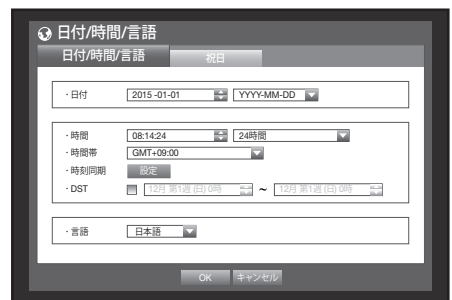 日付/時間/言語
日付/時間/言語 祝日
· 日付 2015 -01-01 YYYY-MM-DD
· 時間 08:14:24 24時間
· 時間帯 GMT+09:00
· 時刻同期 設定
· DST 12月 第1週 (日) 0時 ~ 12月 第1週 (日) 0時
· 言語 日本語
OK キャンセル